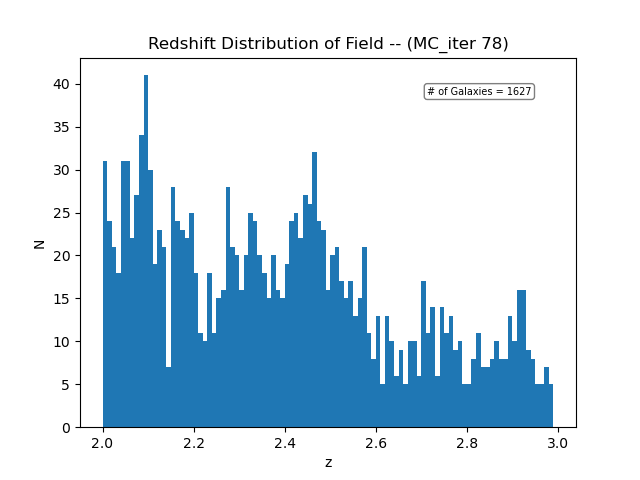 Redshift Distribution of Field -- (MC_iter 78)
# of Galaxies = 1627
40
35
30
25
20
15
10
5
0
N
2.0 2.2 2.4 2.6 2.8 3.0
z